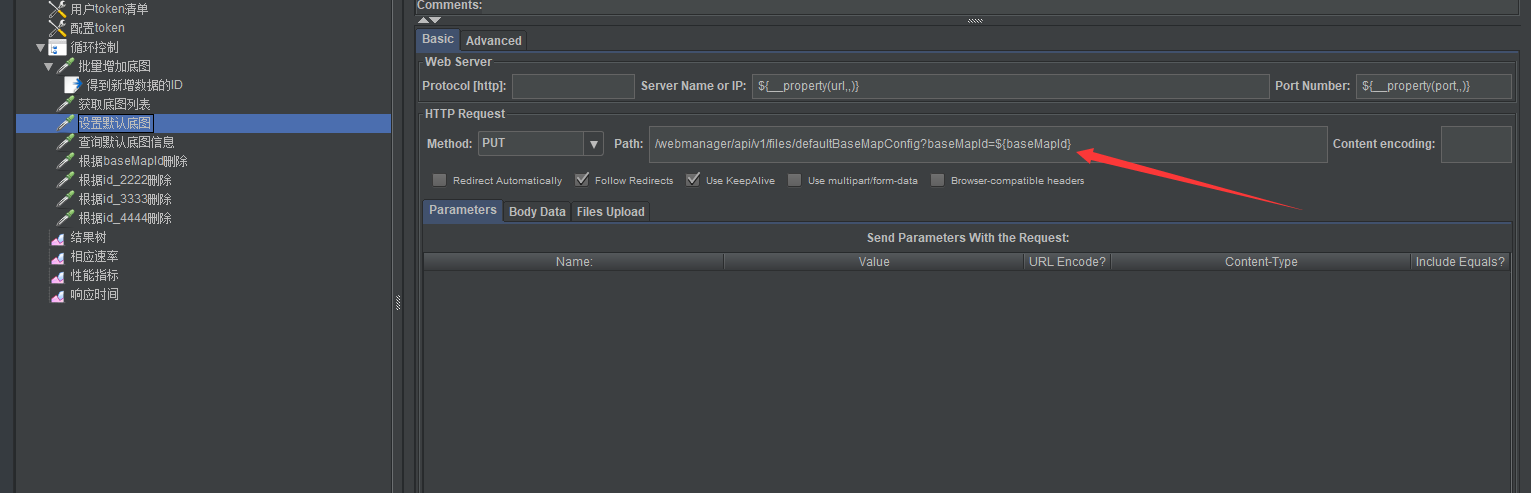 用户token清单
配置token
循环控制
批量增加底图
得到新增数据的ID
获取底图列表
设置默认底图
查询默认底图信息
根据baseMapId删除
根据id_2222删除
根据id_3333删除
根据id_4444删除
结果树
相应速率
性能指标
响应时间
Comments:
Basic Advanced
Web Server
Protocol [http]: Server Name or IP: ${__property(url,,)} Port Number: ${__property(port,,)}
HTTP Request
Method: PUT Path: /webmanager/api/v1/files/defaultBaseMapConfig?baseMapId=${baseMapId} Content encoding:
Redirect Automatically Follow Redirects Use KeepAlive Use multipart/form-data Browser-compatible headers
Parameters Body Data Files Upload
Send Parameters With the Request:
Name: Value URL Encode? Content-Type Include Equals?